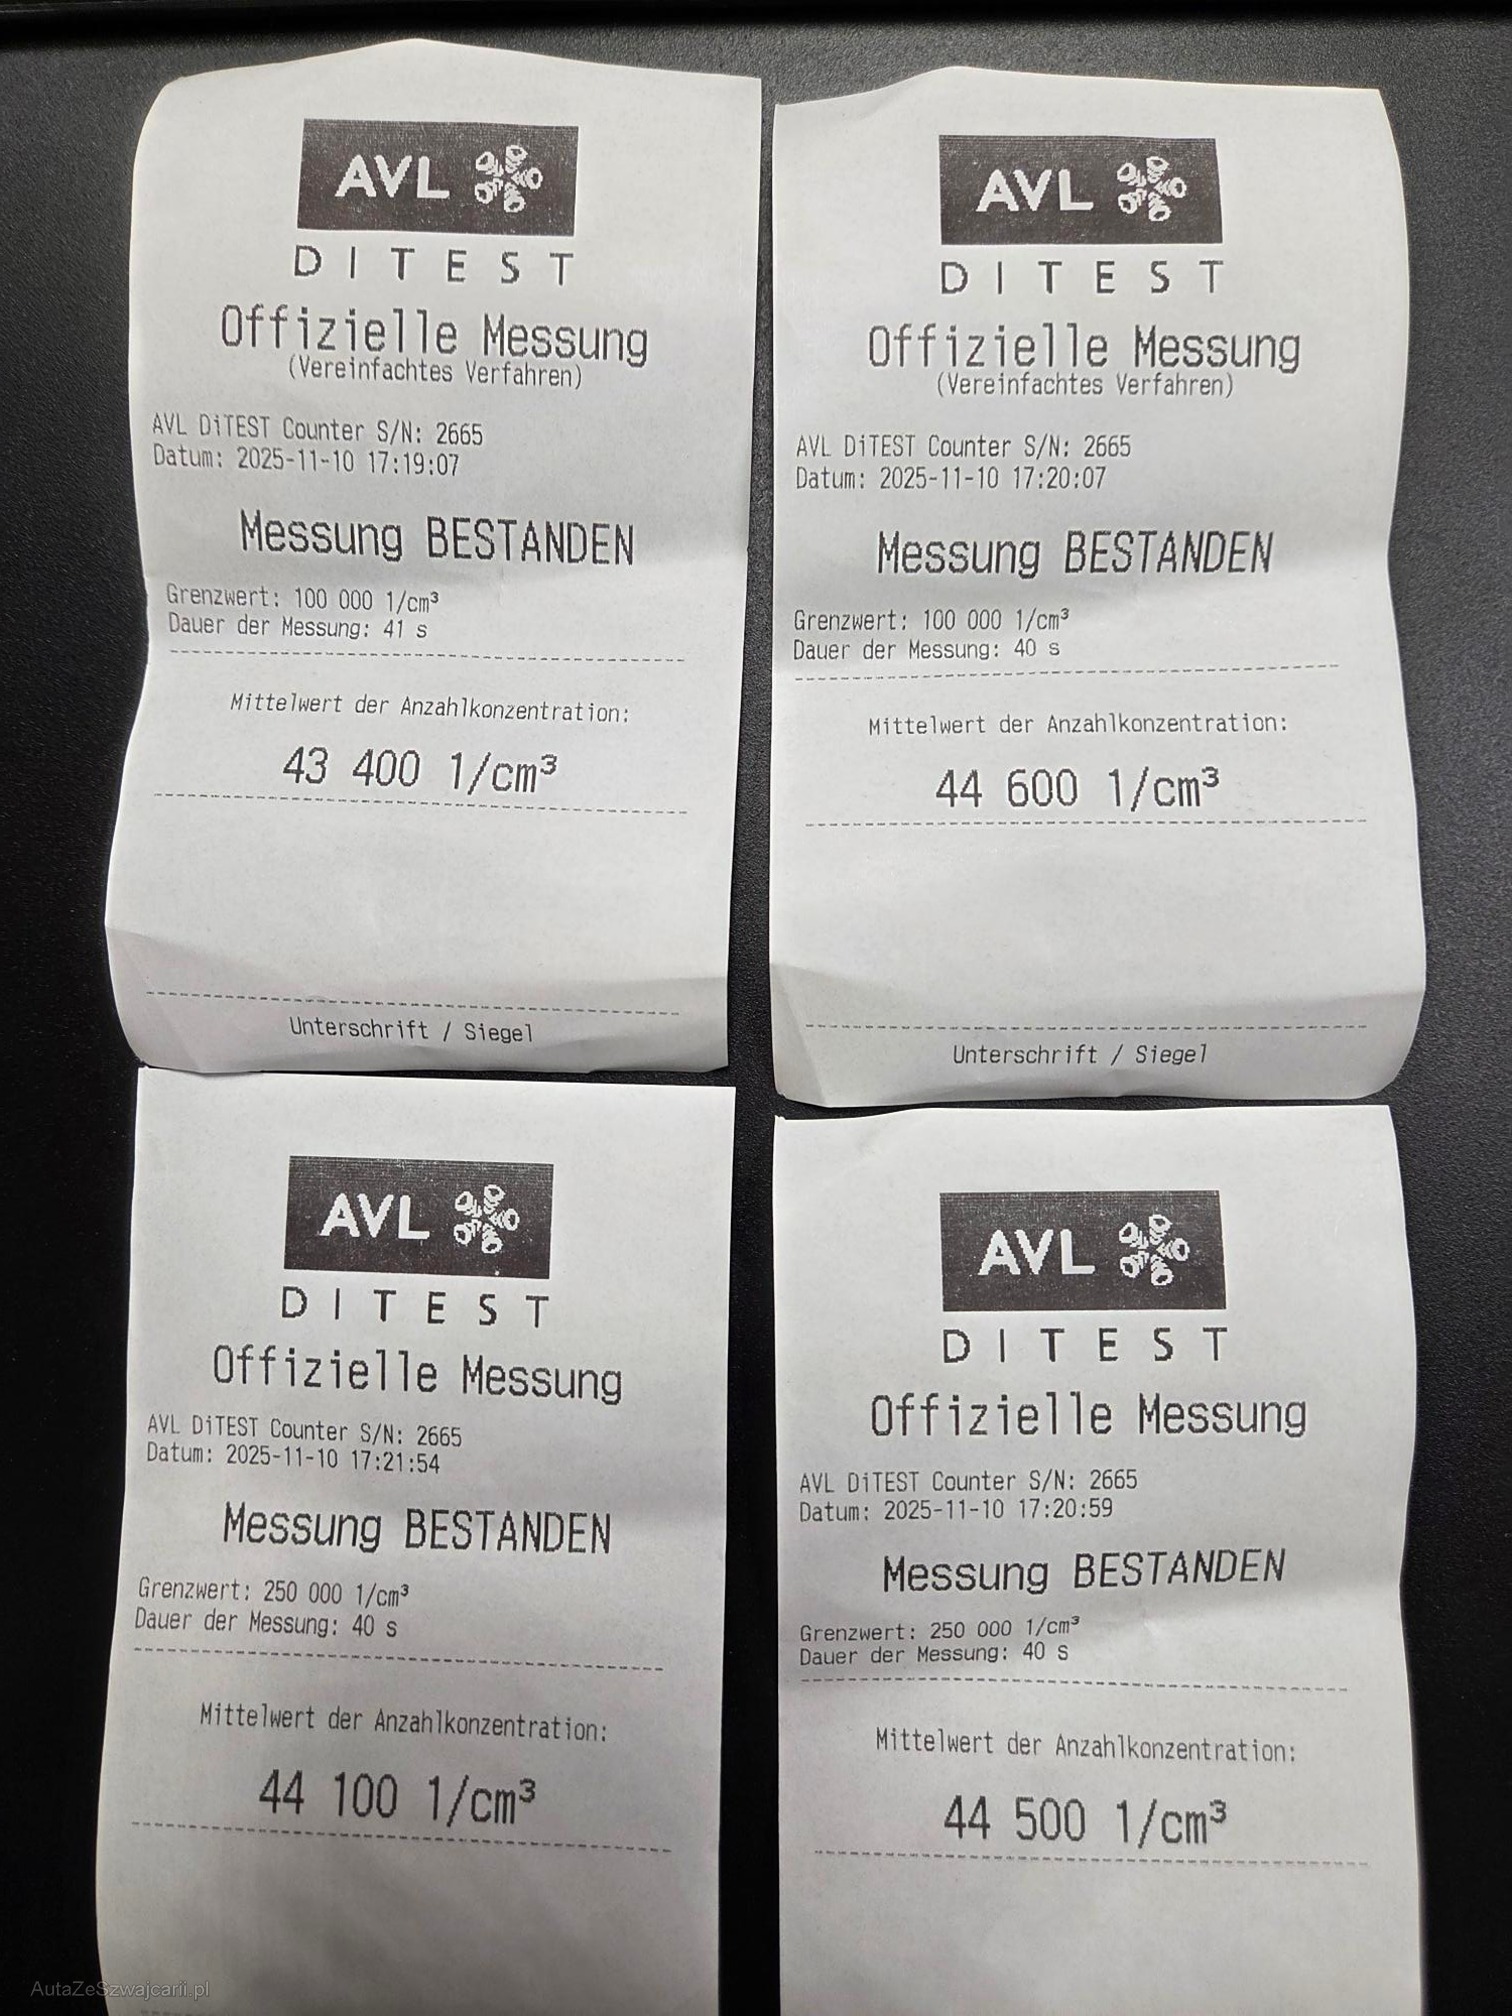 AVL
DITEST
Offizielle Messung
(Vereinfachtes Verfahren)
AVL DiTEST Counter S/N: 2665
Datum: 2025-11-10 17:19:07
Messung BESTANDEN
Grenzwert: 100 000 1/cm³
Dauer der Messung: 41 s
Mittelwert der Anzahlkonzentration:
43 400 1/cm³
Unterschrift / Siegel
AVL
DITEST
Offizielle Messung
(Vereinfachtes Verfahren)
AVL DiTEST Counter S/N: 2665
Datum: 2025-11-10 17:20:07
Messung BESTANDEN
Grenzwert: 100 000 1/cm³
Dauer der Messung: 40 s
Mittelwert der Anzahlkonzentration:
44 600 1/cm³
Unterschrift / Siegel
AVL
DITEST
Offizielle Messung
AVL DiTEST Counter S/N: 2665
Datum: 2025-11-10 17:21:54
Messung BESTANDEN
Grenzwert: 250 000 1/cm³
Dauer der Messung: 40 s
Mittelwert der Anzahlkonzentration:
44 100 1/cm³
AVL
DITEST
Offizielle Messung
AVL DiTEST Counter S/N: 2665
Datum: 2025-11-10 17:20:59
Messung BESTANDEN
Grenzwert: 250 000 1/cm³
Dauer der Messung: 40 s
Mittelwert der Anzahlkonzentration:
44 500 1/cm³
AutaZeSzwajcarii.pl